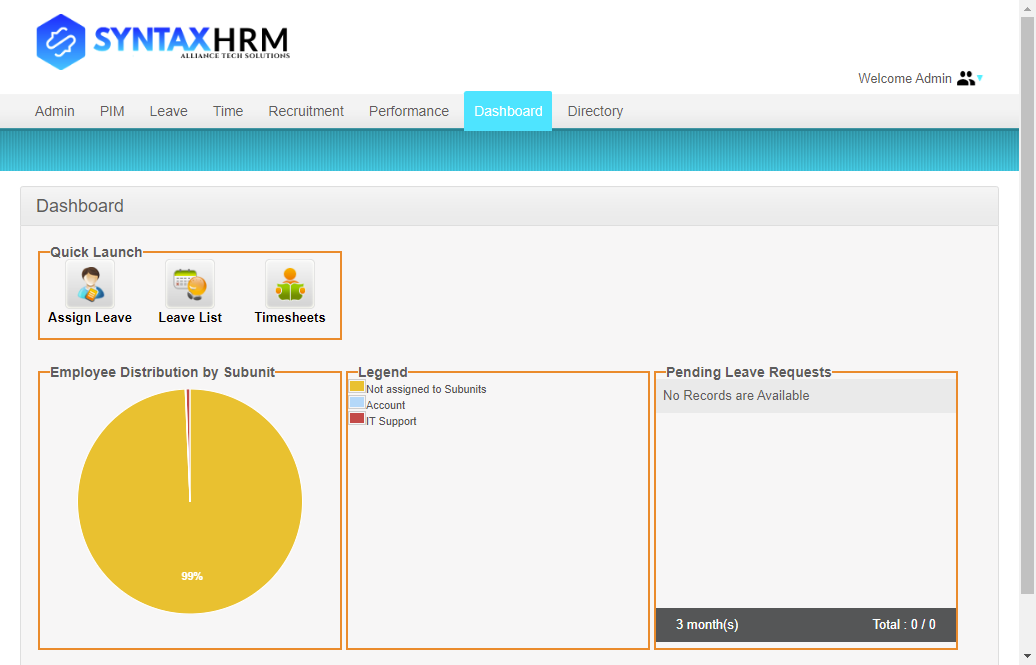 SYNTAXHRM
ALLIANCE TECH SOLUTIONS
Welcome Admin
Admin PIM Leave Time Recruitment Performance Dashboard Directory
Dashboard
Quick Launch
Assign Leave Leave List Timesheets
Employee Distribution by Subunit
99%
Legend
Not assigned to Subunits
Account
IT Support
Pending Leave Requests
No Records are Available
3 month(s) Total : 0 / 0